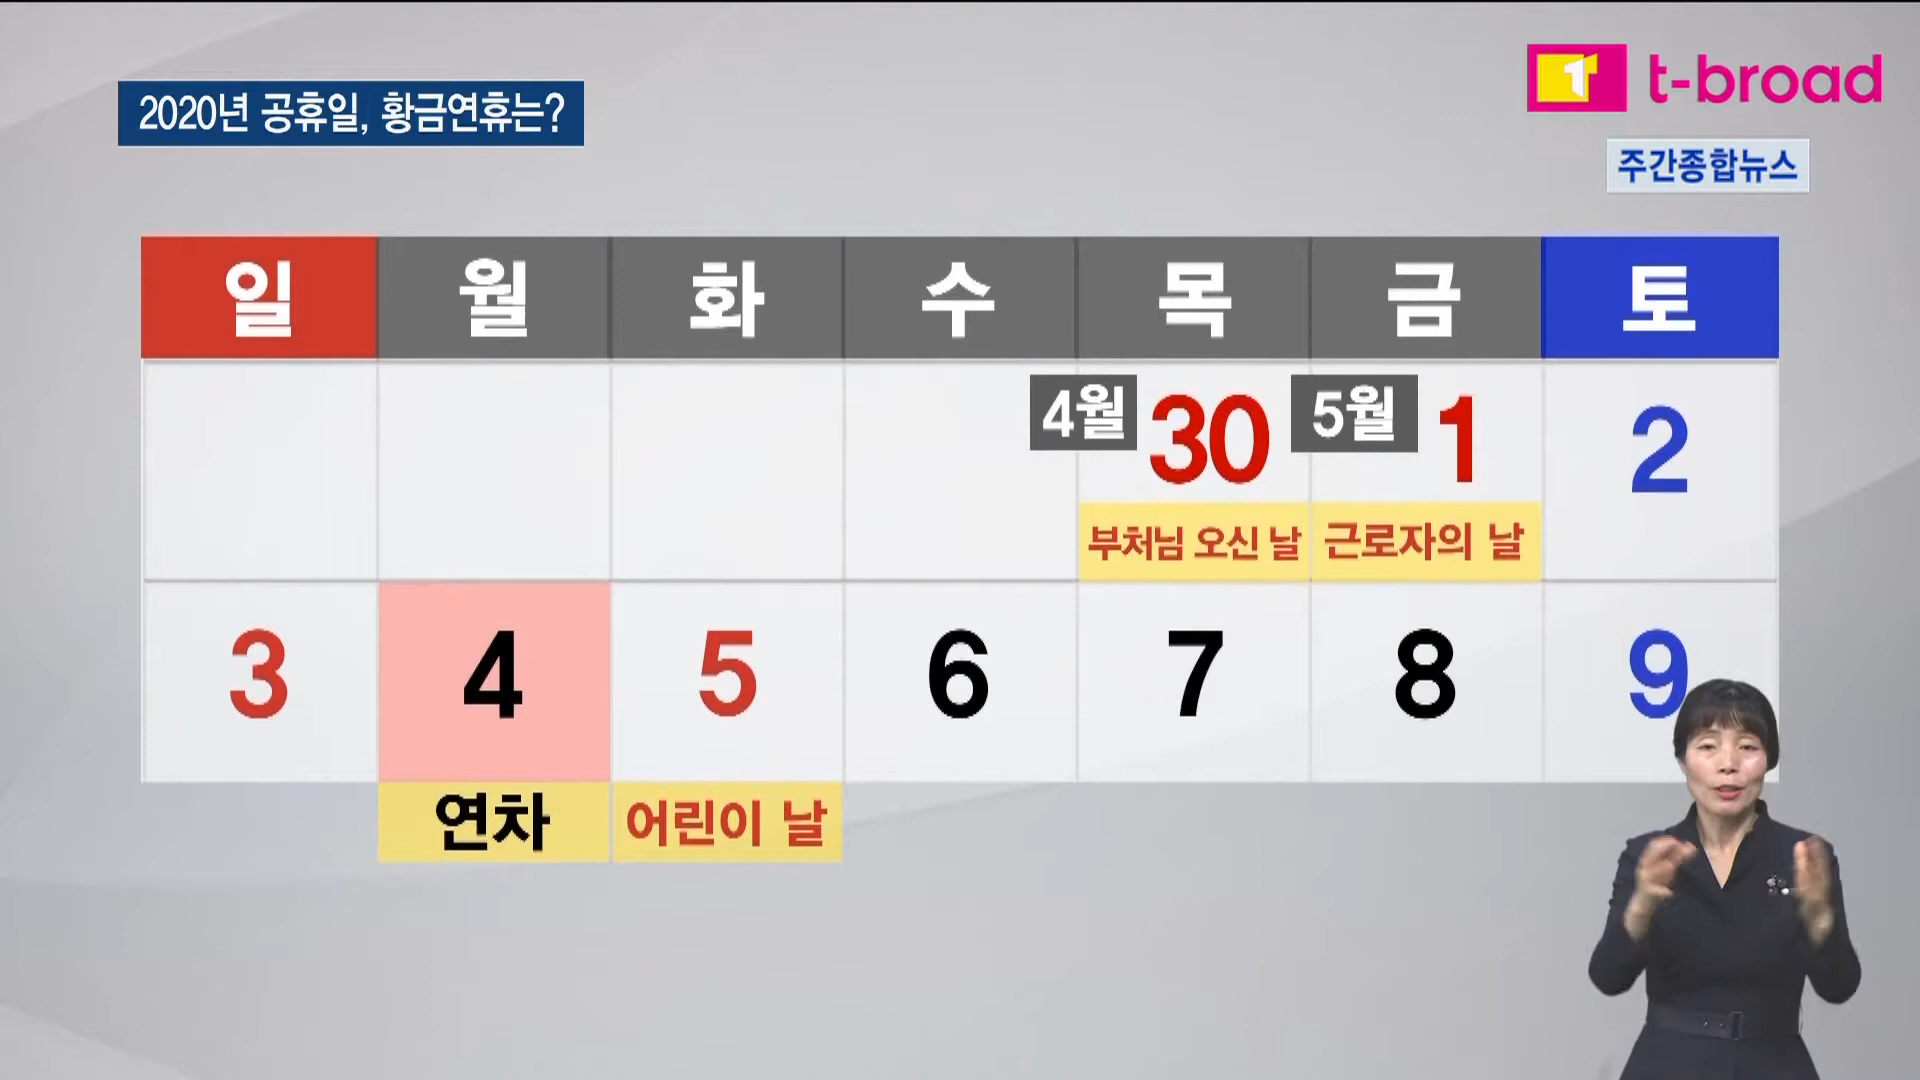 2020년 공휴일, 황금연휴는?
t-broad
주간종합뉴스
일 월 화 수 목 금 토
4월 30 5월 1 2
부처님 오신 날 근로자의 날
3 4 5 6 7 8 9
연차 어린이 날